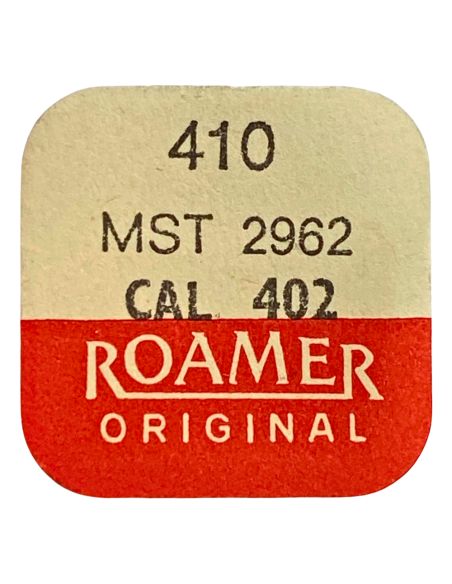 410
MST 2962
CAL 402
ROAMER
ORIGINAL